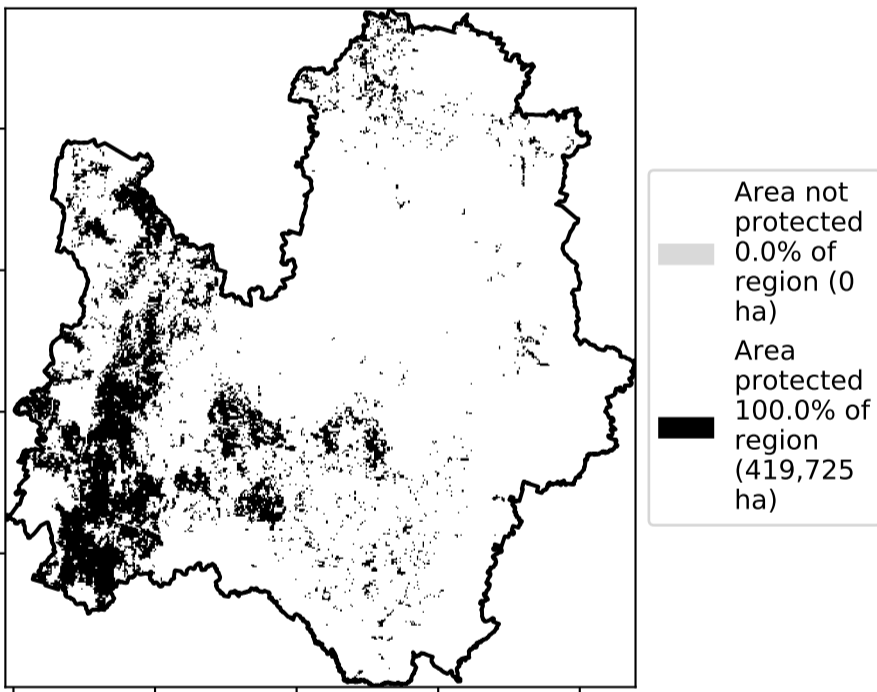 Area not
protected
0.0% of
region (0
ha)
Area
protected
100.0% of
region
(419,725
ha)